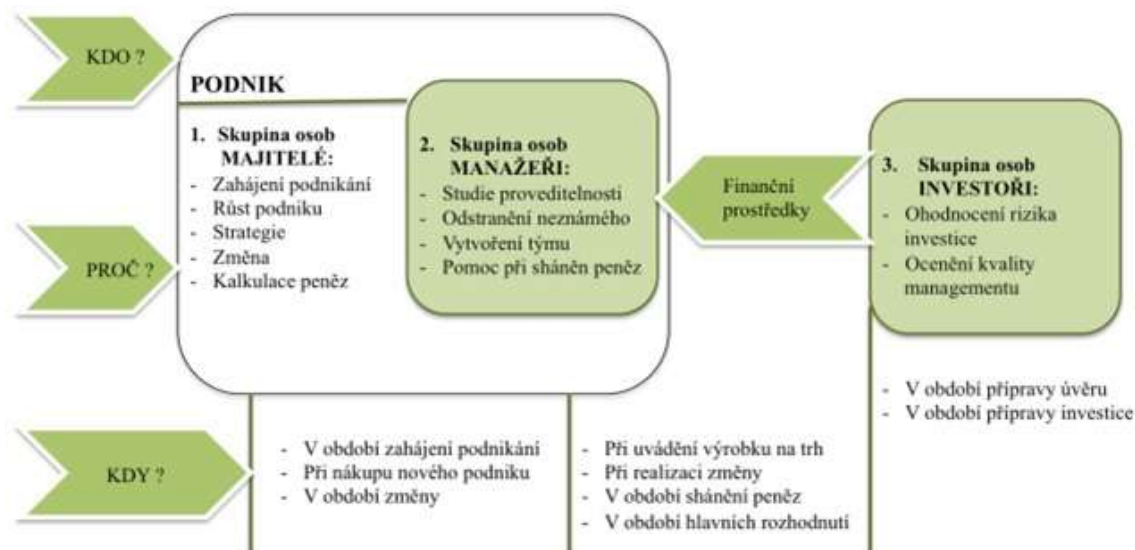 KDO ?
PODNIK
1. Skupina osob
MAJITELÉ:
- Zahájení podnikání
- Růst podniku
- Strategie
- Změna
- Kalkulace peněz
2. Skupina osob
MANAŽEŘI:
- Studie proveditelnosti
- Odstranění neznámého
- Vytvoření týmu
- Pomoc při sháněn peněz
Finanční
prostředky
3. Skupina osob
INVESTOŘI:
- Ohodnocení rizika
investice
- Ocenění kvality
managementu
PROČ ?
KDY ?
- V období zahájení podnikání
- Při nákupu nového podniku
- V období změny
- Při uvádění výrobku na trh
- Při realizaci změny
- V období shánění peněz
- V období hlavních rozhodnutí
- V období přípravy úvěru
- V období přípravy investice